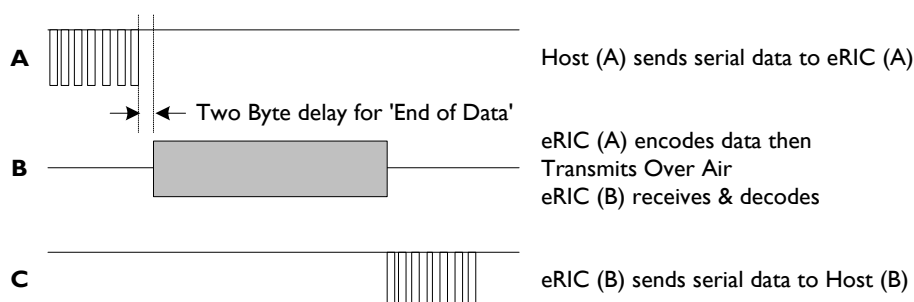 A
Host (A) sends serial data to eRIC (A)
Two Byte delay for 'End of Data'
B
eRIC (A) encodes data then
Transmits Over Air
eRIC (B) receives & decodes
C
eRIC (B) sends serial data to Host (B)